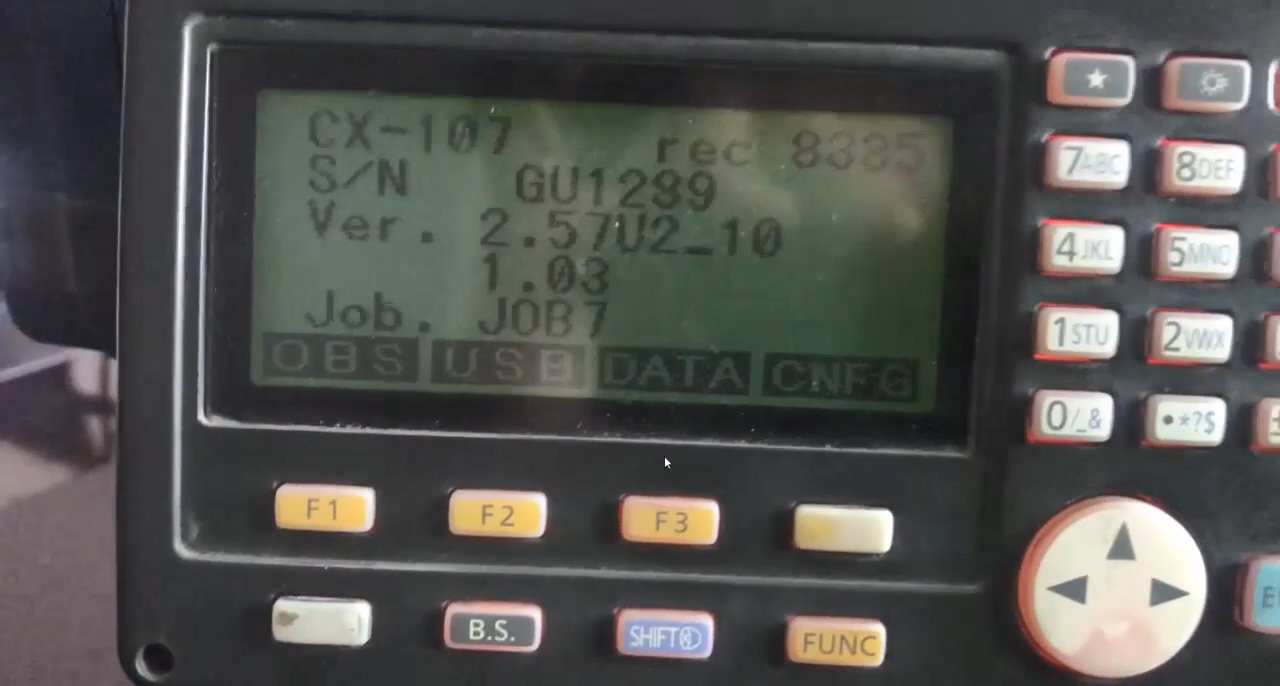 CX-107 rec 8385
S/N GU1289
Ver. 2.57U2_10
1.03
Job. JOB7
OBS USB DATA CNFG
7ABC 8DEF
4JKL 5MNO
1STU 2VWX
0/_& •*?$
F1 F2 F3
B.S. SHIFT FUNC